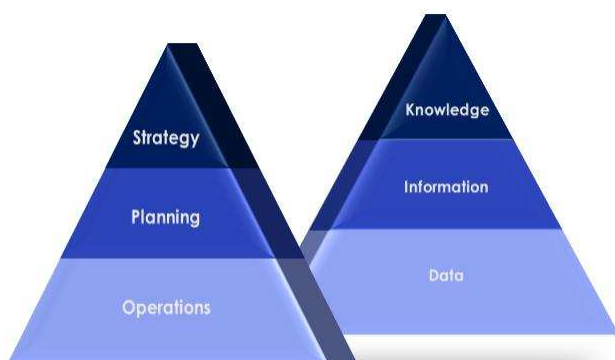 Strategy
Planning
Operations
Knowledge
Information
Data